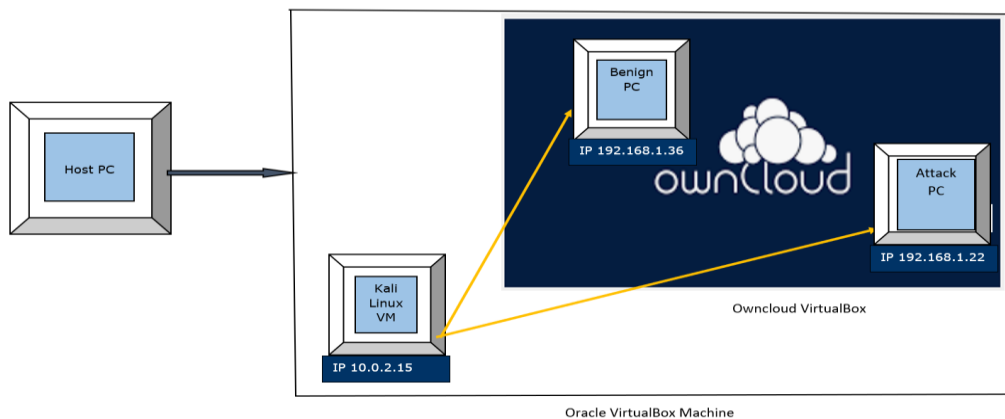 Host PC
Benign
PC
IP 192.168.1.36
ownCloud
Attack
PC
IP 192.168.1.22
Kali
Linux
VM
IP 10.0.2.15
Owncloud VirtualBox
Oracle VirtualBox Machine